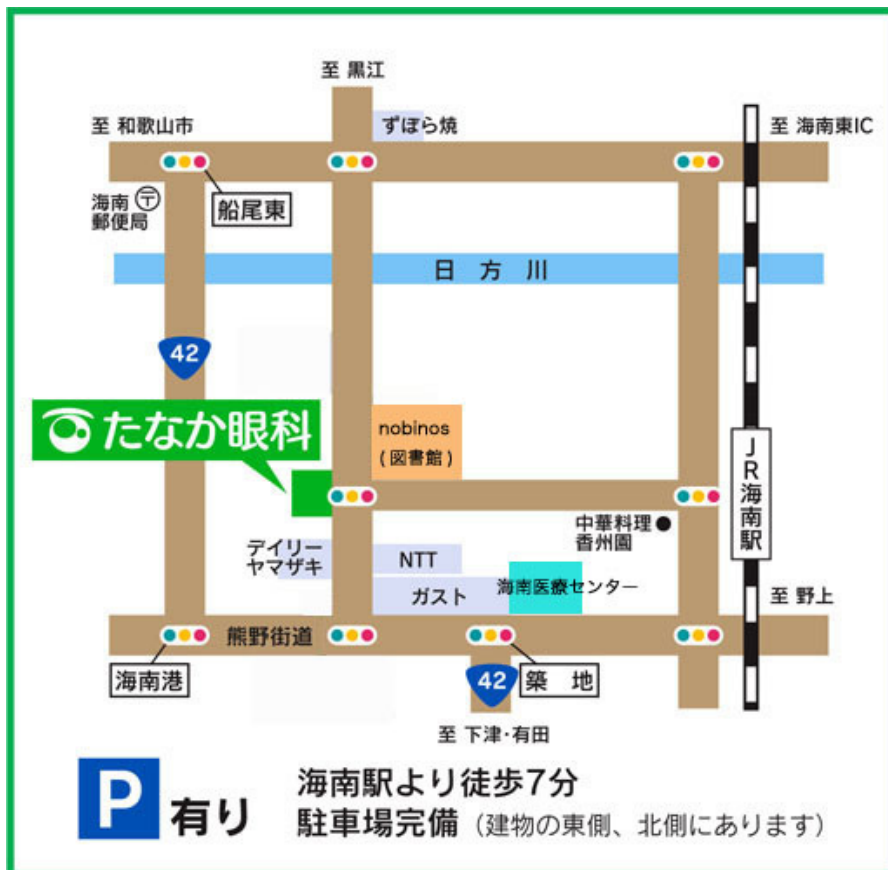 至 黒江
至 和歌山市
ずぼら焼
至 海南東IC
海南
郵便局
〒
船尾東
日方川
42
たなか眼科
nobinos
(図書館)
JR海南駅
中華料理
香州園
デイリー
ヤマザキ
NTT
ガスト
海南医療センター
至 野上
熊野街道
海南港
42
築 地
至 下津・有田
P 有り
海南駅より徒歩7分
駐車場完備 (建物の東側、北側にあります)